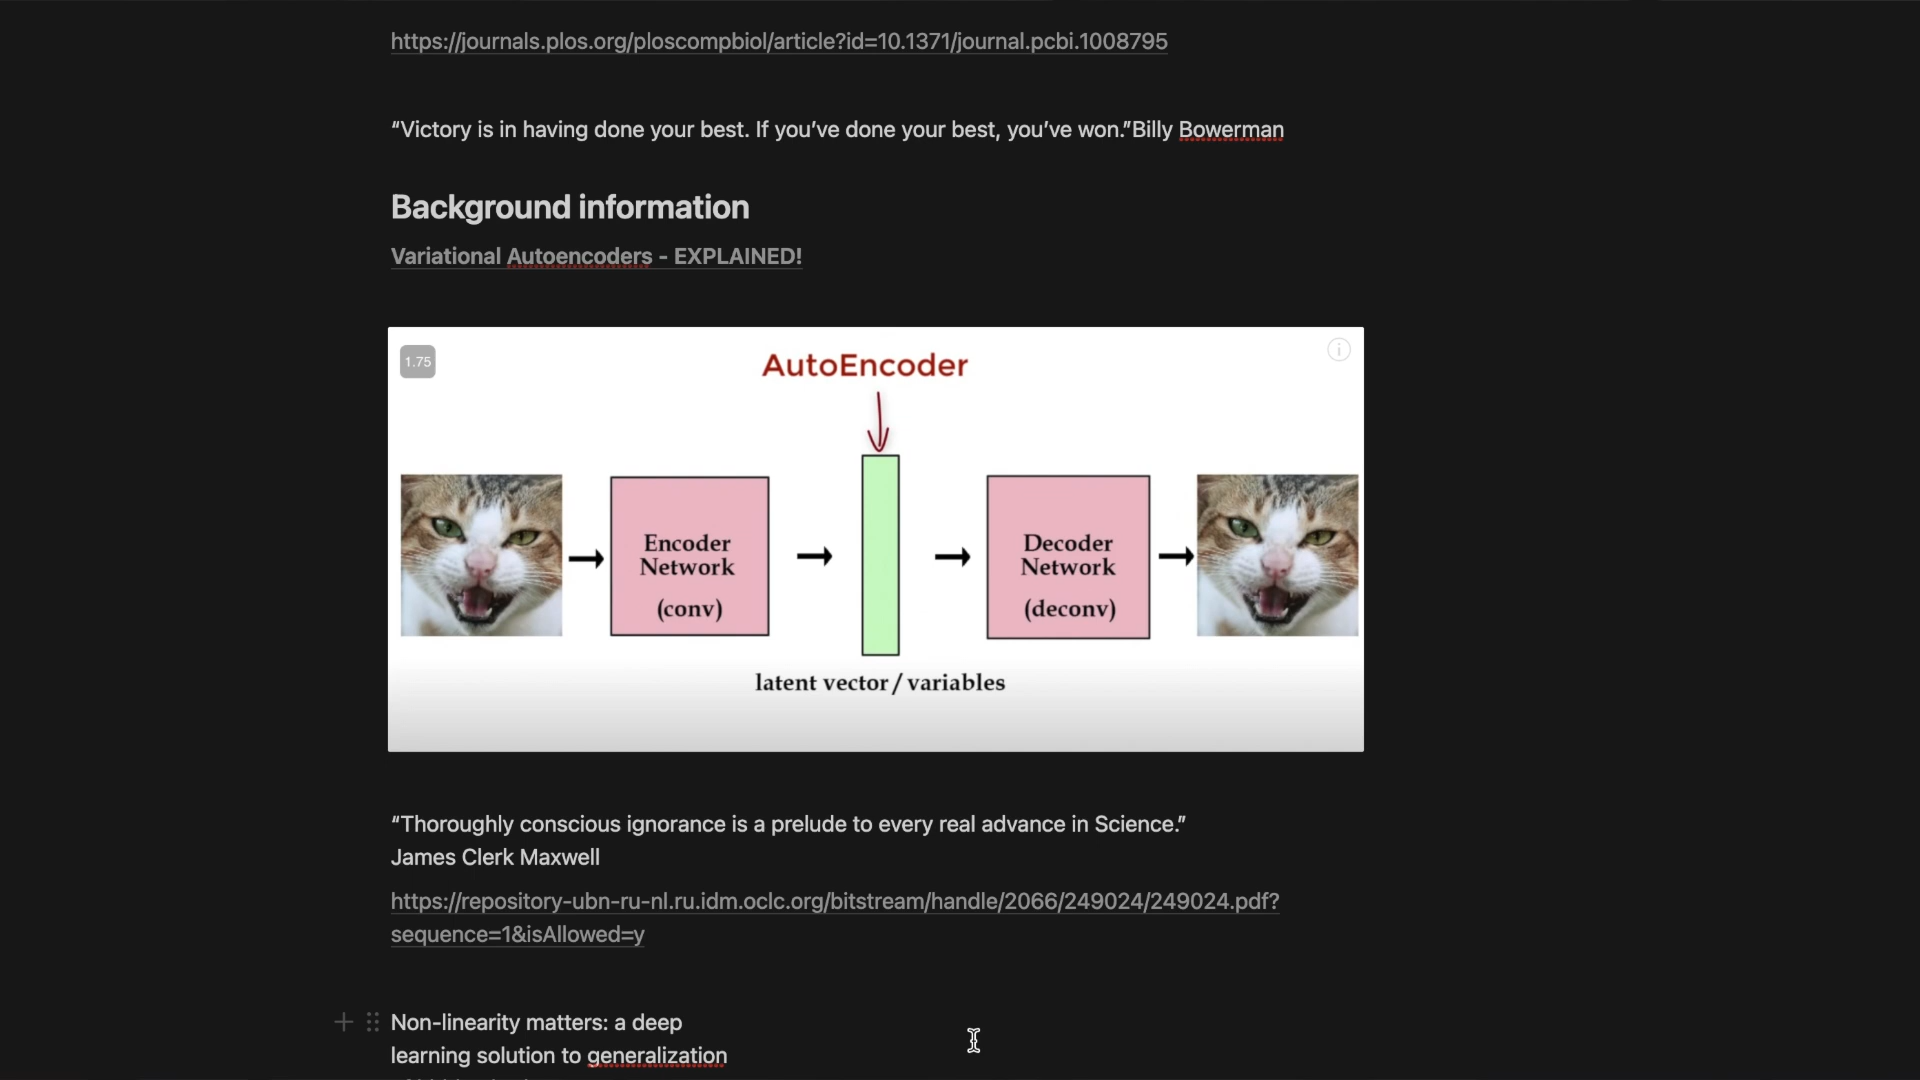 https://journals.plos.org/ploscompbiol/article?id=10.1371/journal.pcbi.1008795
“Victory is in having done your best. If you’ve done your best, you’ve won.”Billy Bowerman
Background information
Variational Autoencoders - EXPLAINED!
1.75
AutoEncoder
Encoder
Network
(conv)
Decoder
Network
(deconv)
latent vector / variables
“Thoroughly conscious ignorance is a prelude to every real advance in Science.”
James Clerk Maxwell
https://repository-ubn-ru-nl.ru.idm.oclc.org/bitstream/handle/2066/249024/249024.pdf?
sequence=1&isAllowed=y
Non-linearity matters: a deep
learning solution to generalization